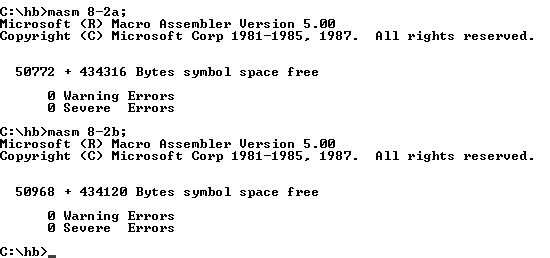 C:\hb>masm 8-2a;
Microsoft (R) Macro Assembler Version 5.00
Copyright (C) Microsoft Corp 1981-1985, 1987.  All rights reserved.
50772 + 434316 Bytes symbol space free
0 Warning Errors
0 Severe  Errors
C:\hb>masm 8-2b;
Microsoft (R) Macro Assembler Version 5.00
Copyright (C) Microsoft Corp 1981-1985, 1987.  All rights reserved.
50968 + 434120 Bytes symbol space free
0 Warning Errors
0 Severe  Errors
C:\hb>_